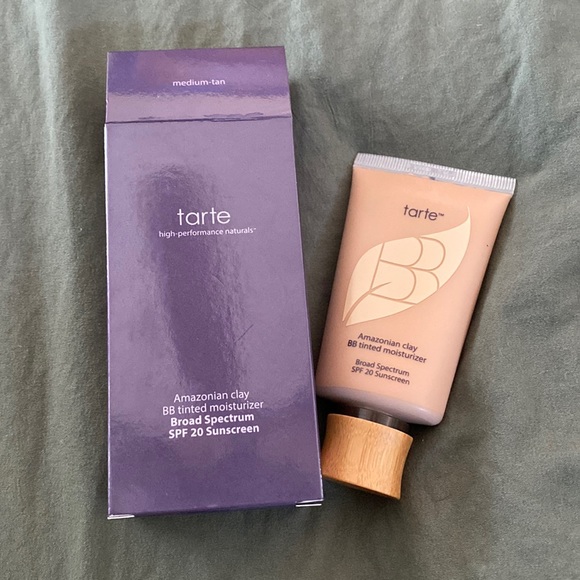 medium-tan
tarte
high-performance naturals™
Amazonian clay
BB tinted moisturizer
Broad Spectrum
SPF 20 Sunscreen
tarte™
BB
Amazonian clay
BB tinted moisturizer
Broad Spectrum
SPF 20 Sunscreen